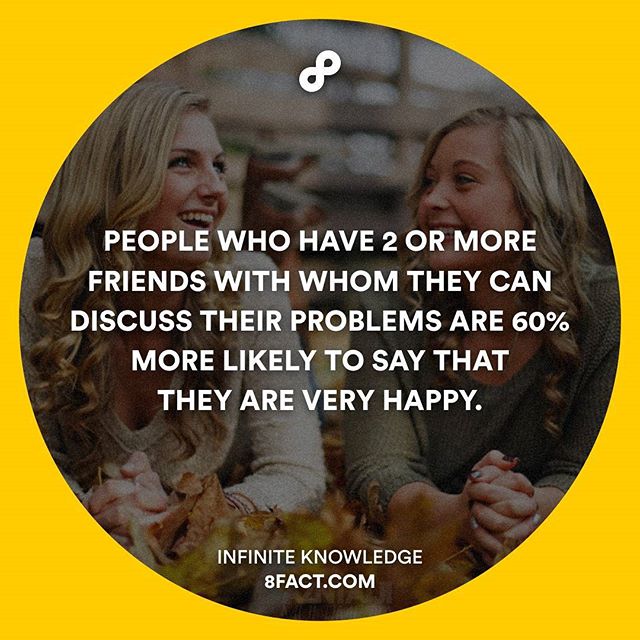 PEOPLE WHO HAVE 2 OR MORE
FRIENDS WITH WHOM THEY CAN
DISCUSS THEIR PROBLEMS ARE 60%
MORE LIKELY TO SAY THAT
THEY ARE VERY HAPPY.
INFINITE KNOWLEDGE
8FACT.COM